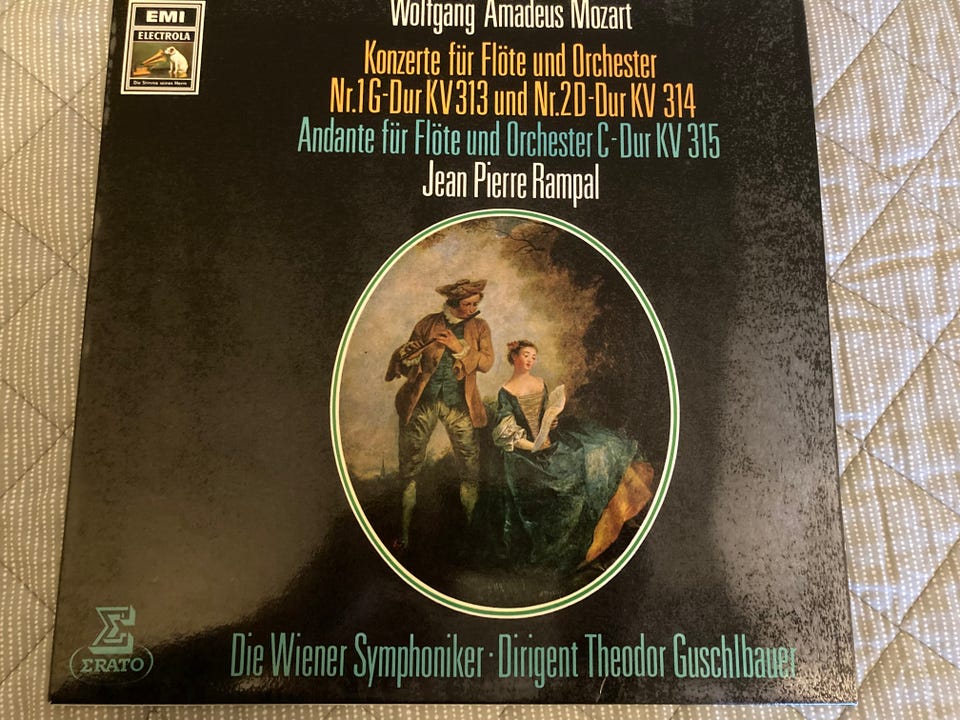 EMI
ELECTROLA
Die Stimme seines Herrn
Wolfgang Amadeus Mozart
Konzerte für Flöte und Orchester
Nr.1 G-Dur KV 313 und Nr.2 D-Dur KV 314
Andante für Flöte und Orchester C-Dur KV 315
Jean Pierre Rampal
ΣRATO
Die Wiener Symphoniker · Dirigent Theodor Guschlbauer